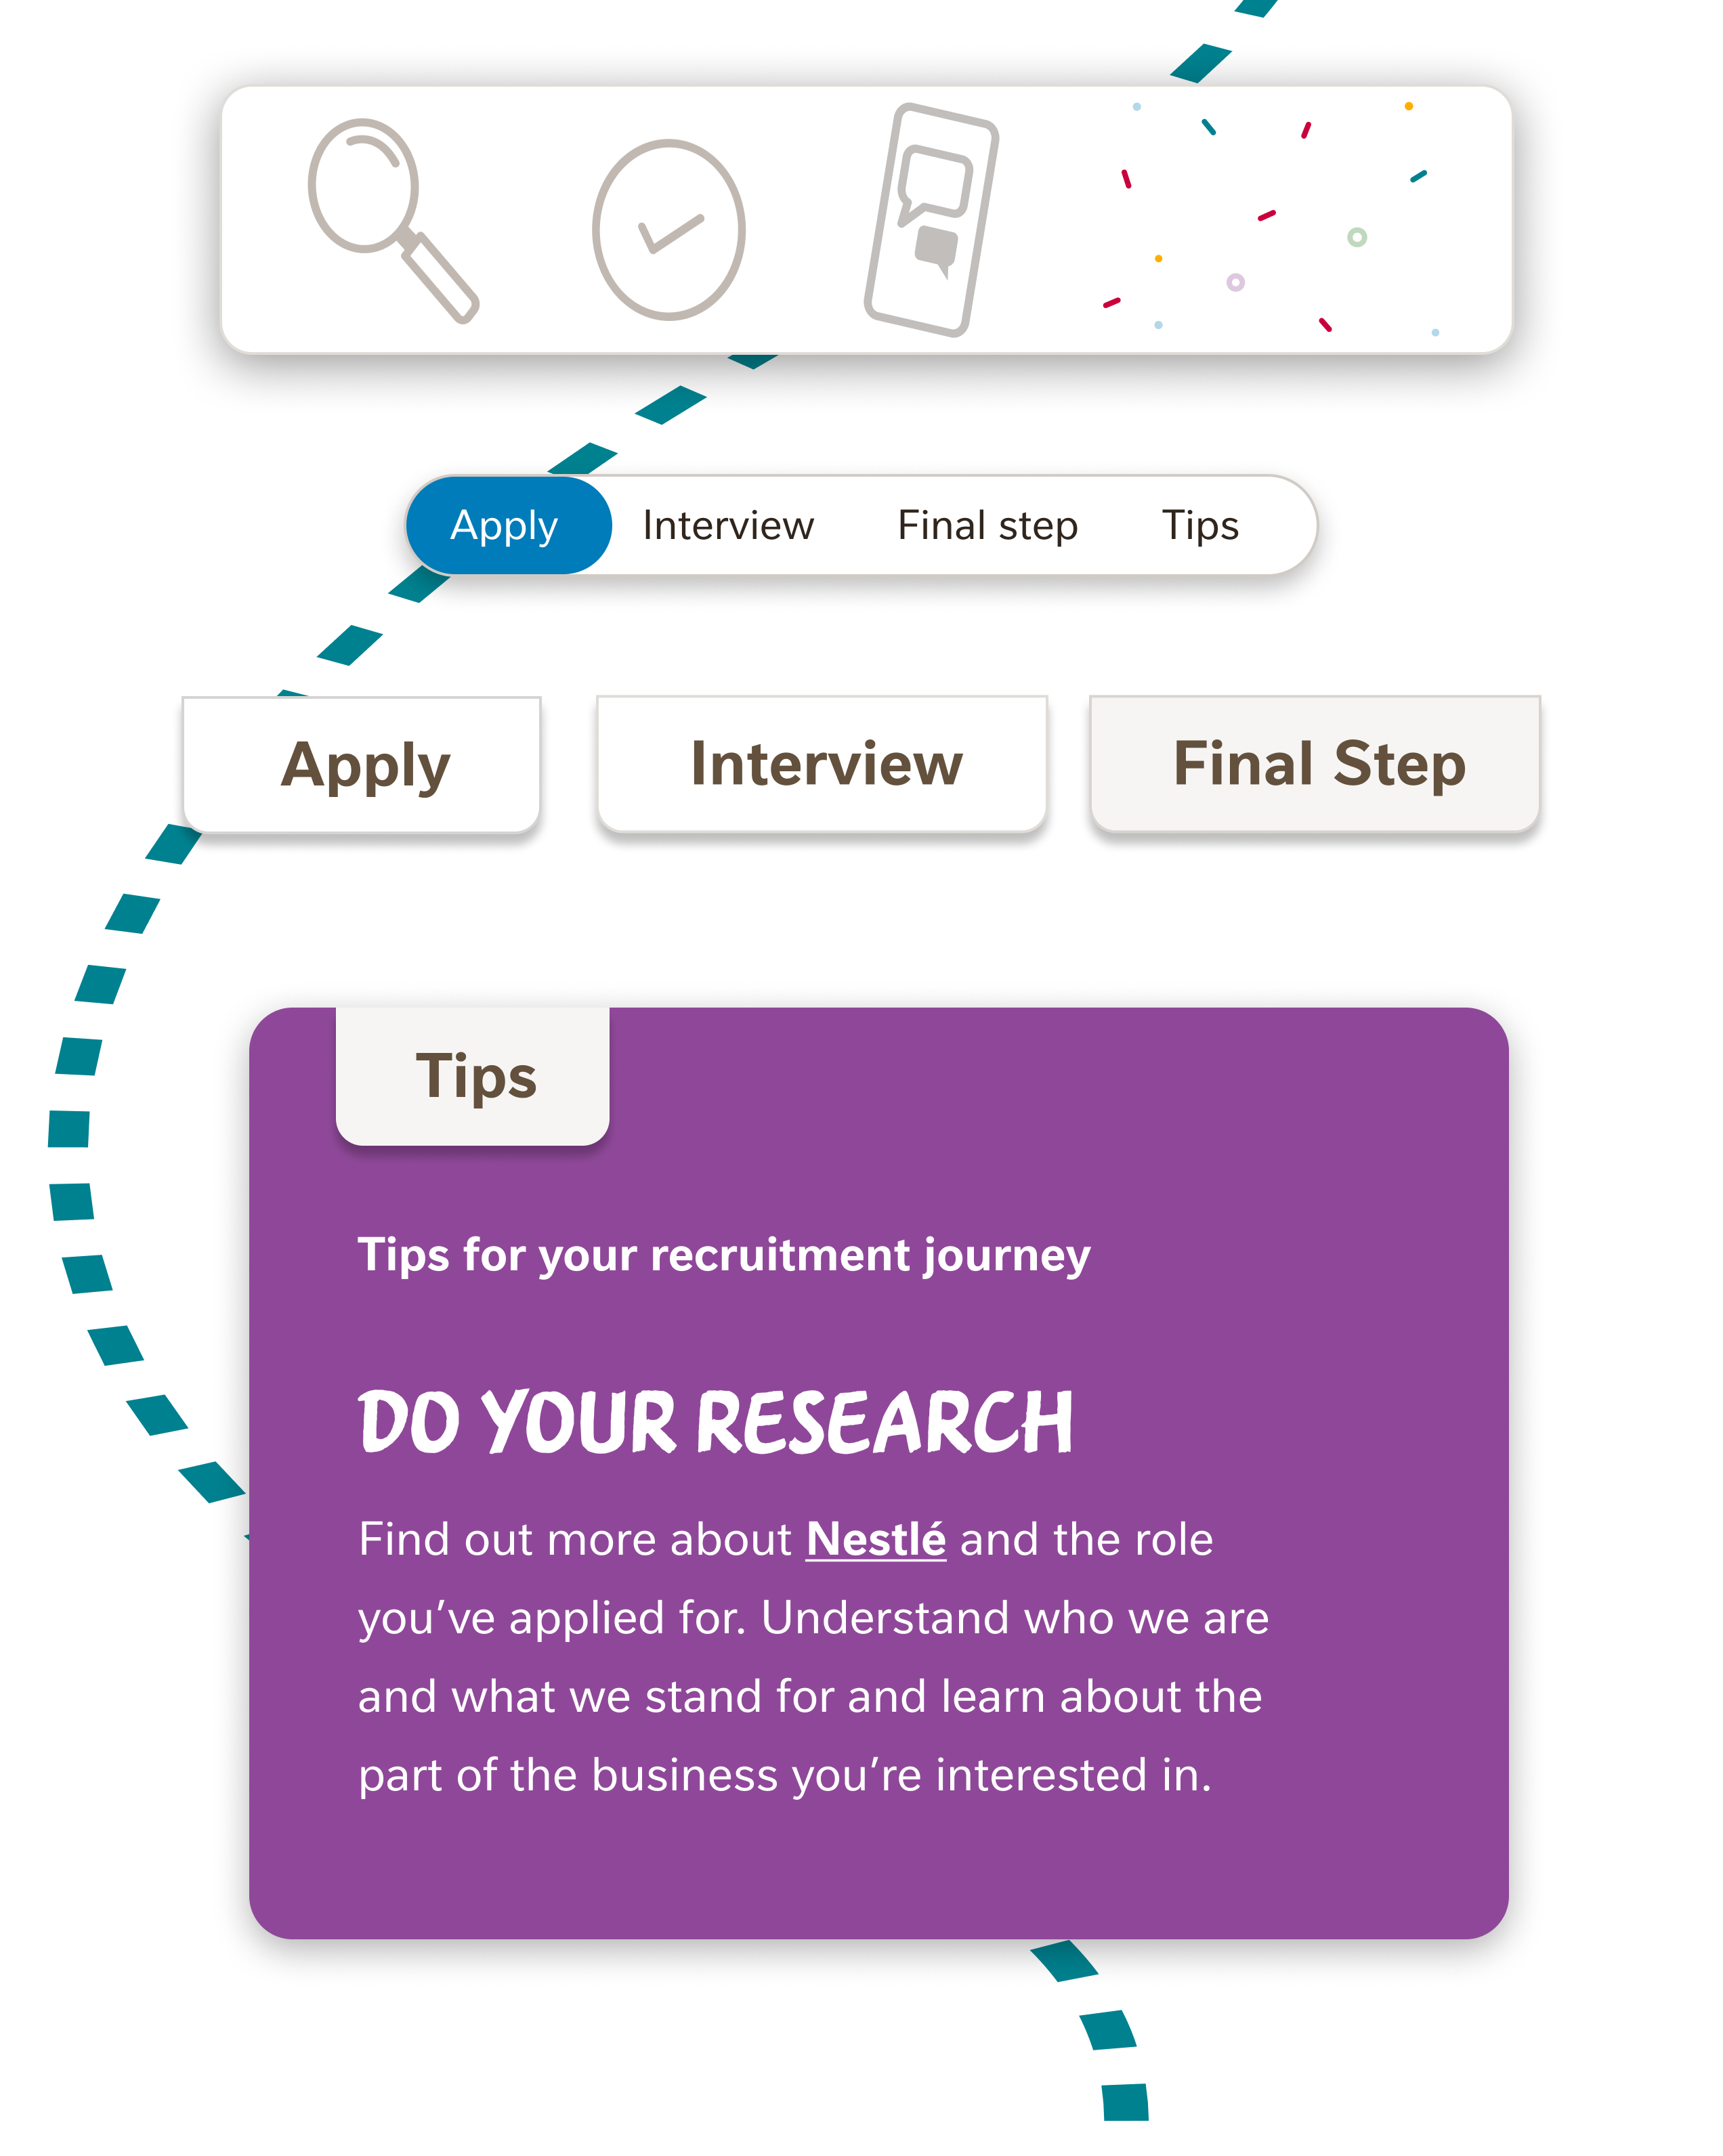 Apply Interview Final step Tips
Apply Interview Final Step
Tips
Tips for your recruitment journey
DO YOUR RESEARCH
Find out more about Nestlé and the role
you’ve applied for. Understand who we are
and what we stand for and learn about the
part of the business you’re interested in.